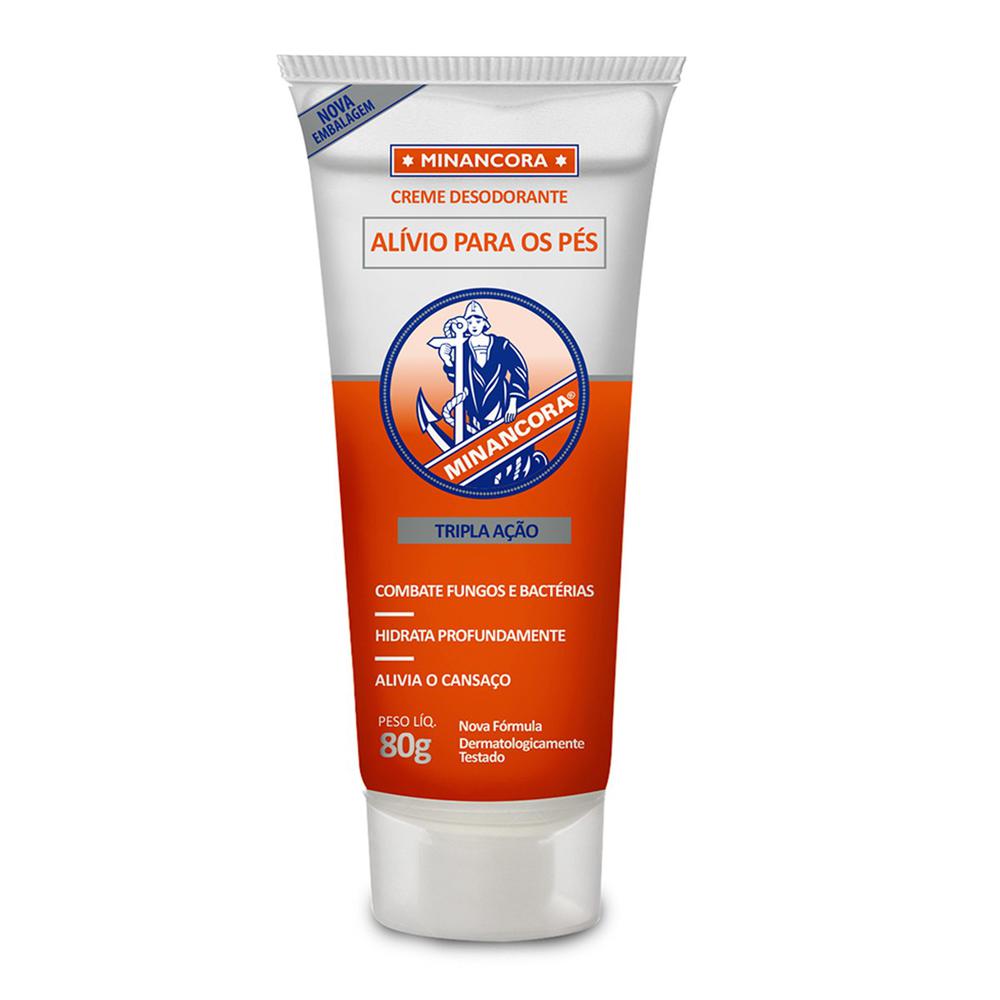 NOVA
EMBALAGEM
MINANCORA
CREME DESODORANTE
ALÍVIO PARA OS PÉS
MINANCORA®
TRIPLA AÇÃO
COMBATE FUNGOS E BACTÉRIAS
HIDRATA PROFUNDAMENTE
ALIVIA O CANSAÇO
PESO LÍQ.
80g
Nova Fórmula
Dermatologicamente
Testado